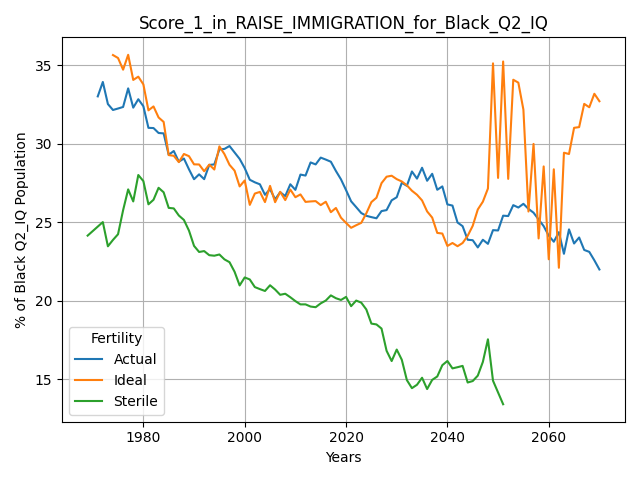 Score_1_in_RAISE_IMMIGRATION_for_Black_Q2_IQ
% of Black Q2_IQ Population
35
30
25
20
15
Fertility
Actual
Ideal
Sterile
1980
2000
2020
2040
2060
Years